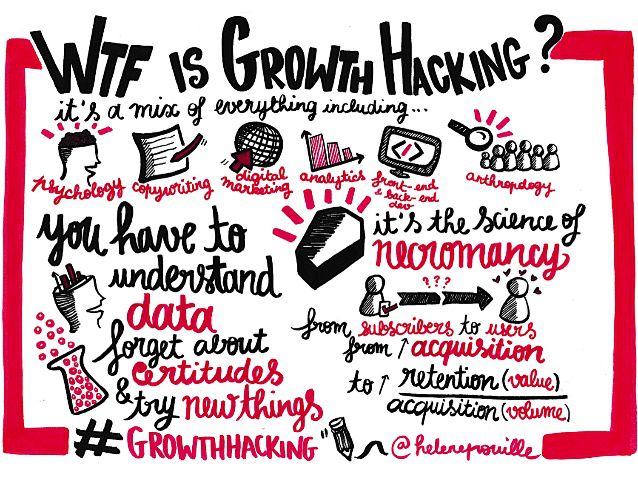 WTF IS GROWTH HACKING?
it's a mix of everything including...
psychology
copywriting
digital
marketing
analytics
front-end
& back-end
dev
anthropology
</>
you have to
understand
data
forget about
certitudes
& try new things
it's the science of
necromancy
???
from subscribers to users
from ↑ acquisition
to ↑ retention (value)
acquisition (volume)
#GROWTHHACKING"
@helenepouille